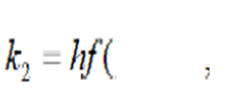 k₂ = hf( ,